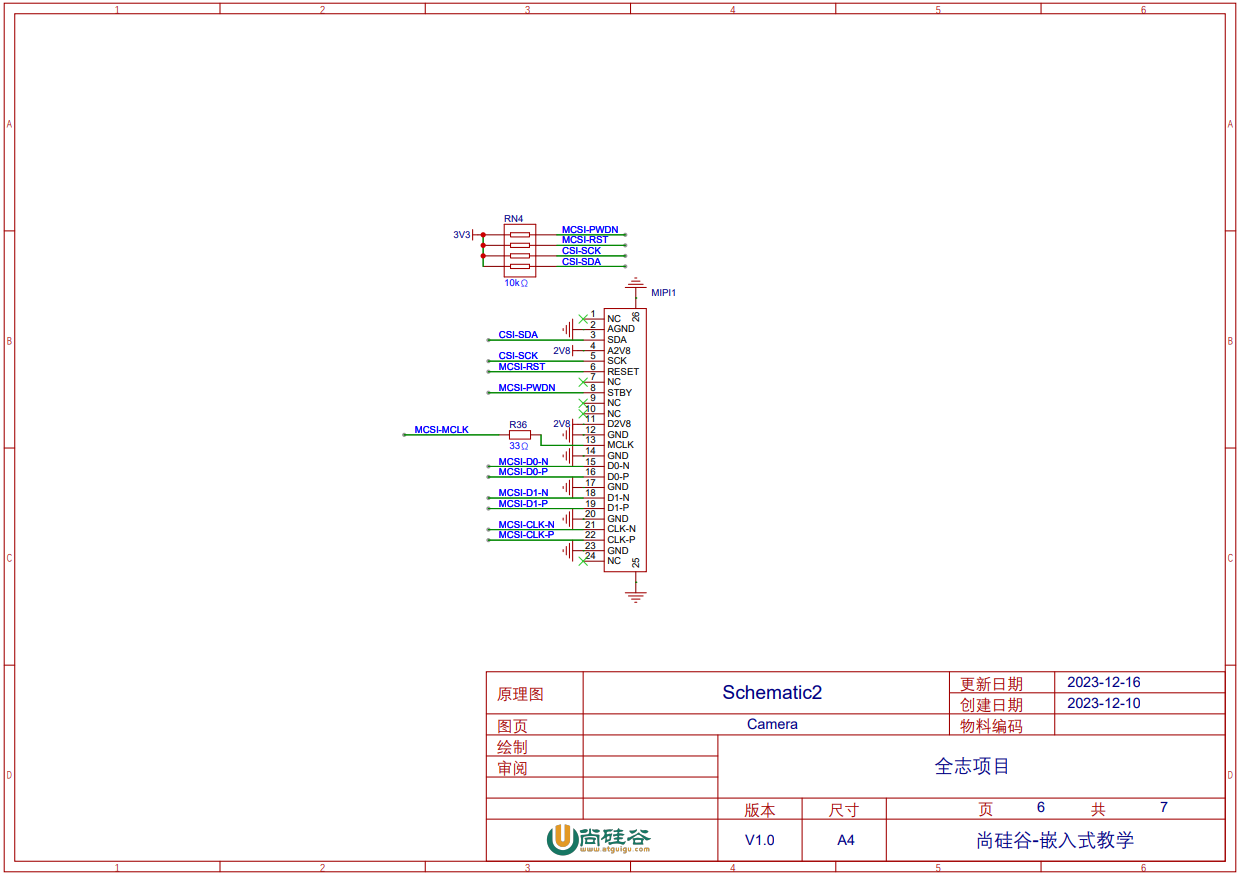 1 2 3 4 5 6
A A
RN4
3V3
MCSI-PWDN
MCSI-RST
CSI-SCK
CSI-SDA
10kΩ
MIPI1
26
1 NC
2 AGND
CSI-SDA 3 SDA
B B
2V8 4 A2V8
CSI-SCK 5 SCK
MCSI-RST 6 RESET
7 NC
MCSI-PWDN 8 STBY
9 NC
10 NC
2V8 11 D2V8
12 GND
MCSI-MCLK R36 33Ω 13 MCLK
14 GND
MCSI-D0-N 15 D0-N
MCSI-D0-P 16 D0-P
17 GND
MCSI-D1-N 18 D1-N
MCSI-D1-P 19 D1-P
20 GND
MCSI-CLK-N 21 CLK-N
MCSI-CLK-P 22 CLK-P
23 GND
24 NC
25
C C
原理图 Schematic2 更新日期 2023-12-16
创建日期 2023-12-10
图页 Camera 物料编码
绘制
审阅
全志项目
D D
版本 尺寸 页 6 共 7
尚硅谷
www.atguigu.com
V1.0 A4 尚硅谷-嵌入式教学
1 2 3 4 5 6